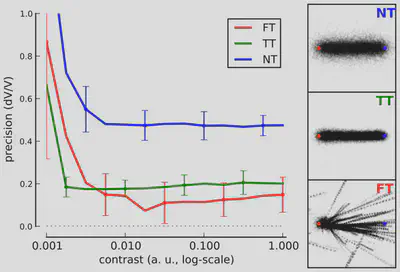 1.0
0.8
0.6
0.4
0.2
0.0
precision (dV/V)
FT
TT
NT
0.001
0.010
0.100
1.000
contrast (a. u., log-scale)
NT
TT
FT